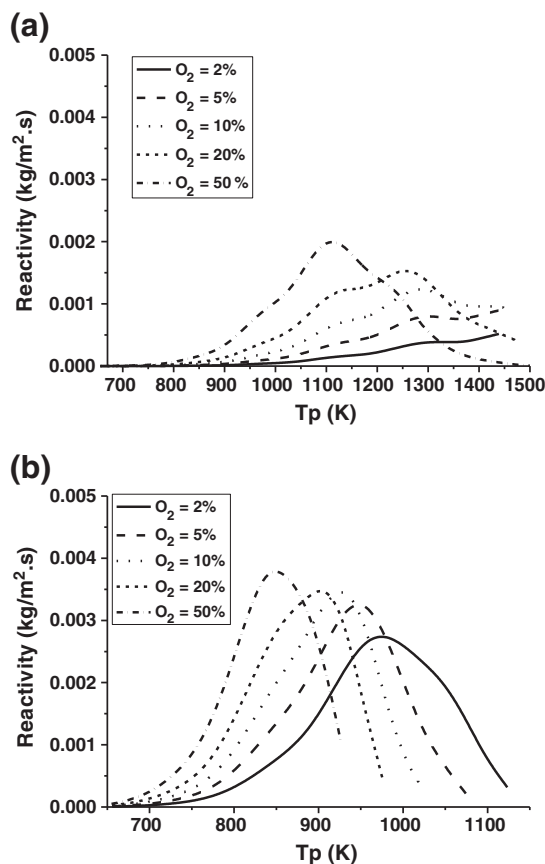 (a)
0.005
0.004
0.003
0.002
0.001
0.000
Reactivity (kg/m².s)
O₂ = 2%
O₂ = 5%
O₂ = 10%
O₂ = 20%
O₂ = 50 %
700 800 900 1000 1100 1200 1300 1400 1500
Tp (K)
(b)
0.005
0.004
0.003
0.002
0.001
0.000
Reactivity (kg/m².s)
O₂ = 2%
O₂ = 5%
O₂ = 10%
O₂ = 20%
O₂ = 50%
700 800 900 1000 1100
Tp (K)